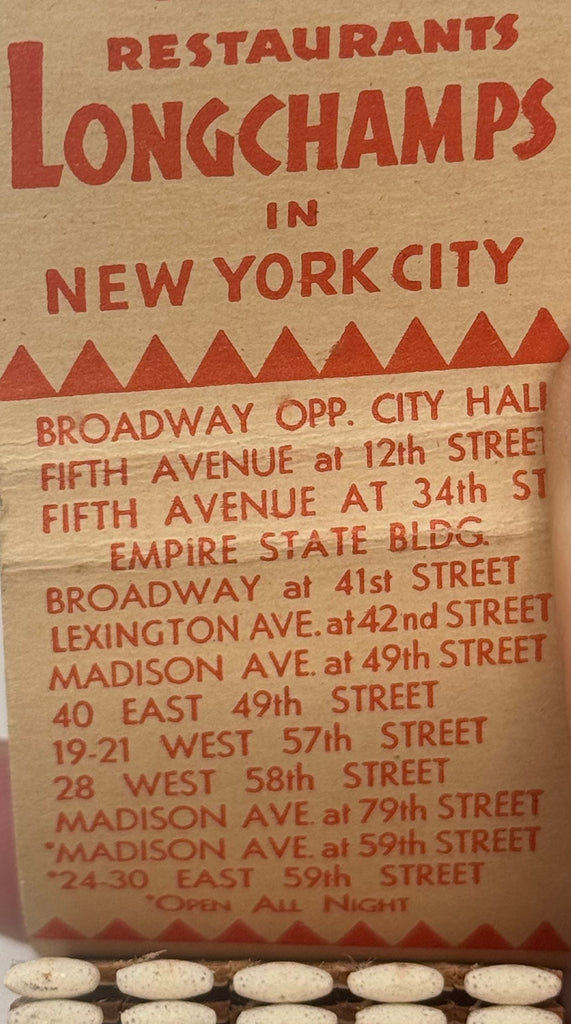 RESTAURANTS
LONGCHAMPS
IN
NEW YORK CITY
BROADWAY OPP. CITY HALL
FIFTH AVENUE at 12th STREET
FIFTH AVENUE AT 34th ST
EMPIRE STATE BLDG.
BROADWAY at 41st STREET
LEXINGTON AVE. at 42nd STREET
MADISON AVE. at 49th STREET
40 EAST 49th STREET
19-21 WEST 57th STREET
28 WEST 58th STREET
MADISON AVE. at 79th STREET
*MADISON AVE. at 59th STREET
*24-30 EAST 59th STREET
*OPEN ALL NIGHT